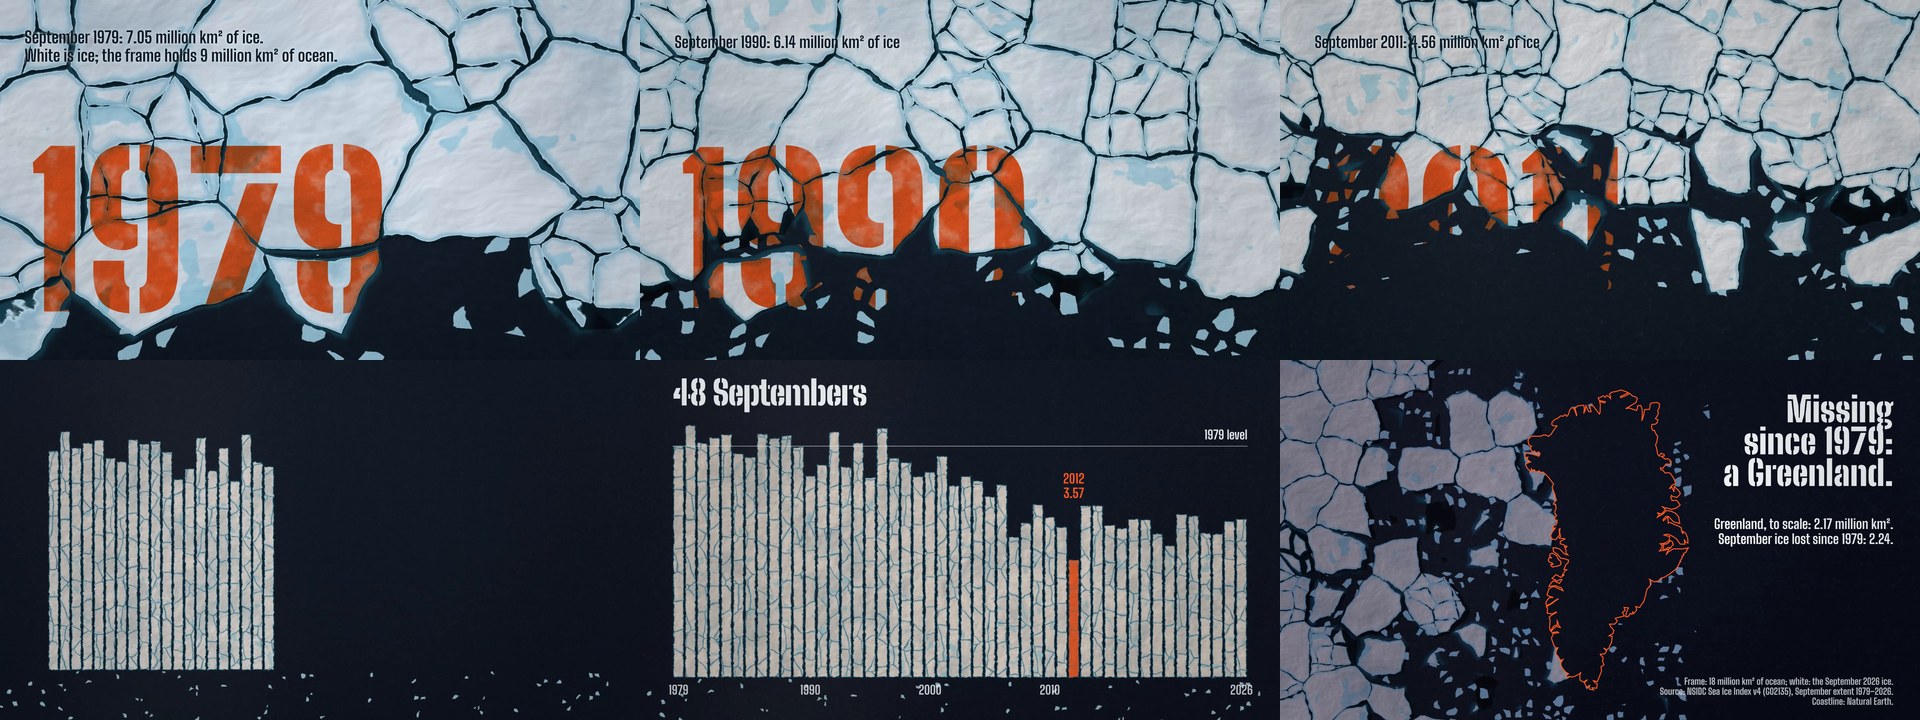 September 1979: 7.05 million km² of ice.
White is ice; the frame holds 9 million km² of ocean.
1979
September 1990: 6.14 million km² of ice
1990
September 2011: 4.56 million km² of ice
2011
48 Septembers
1979 level
2012
3.57
1979 1990 2000 2010 2026
Missing
since 1979:
a Greenland.
Greenland, to scale: 2.17 million km².
September ice lost since 1979: 2.24.
Frame: 18 million km² of ocean; white: the September 2026 ice.
Source: NSIDC Sea Ice Index v4 (G02135), September extent 1979–2026.
Coastline: Natural Earth.